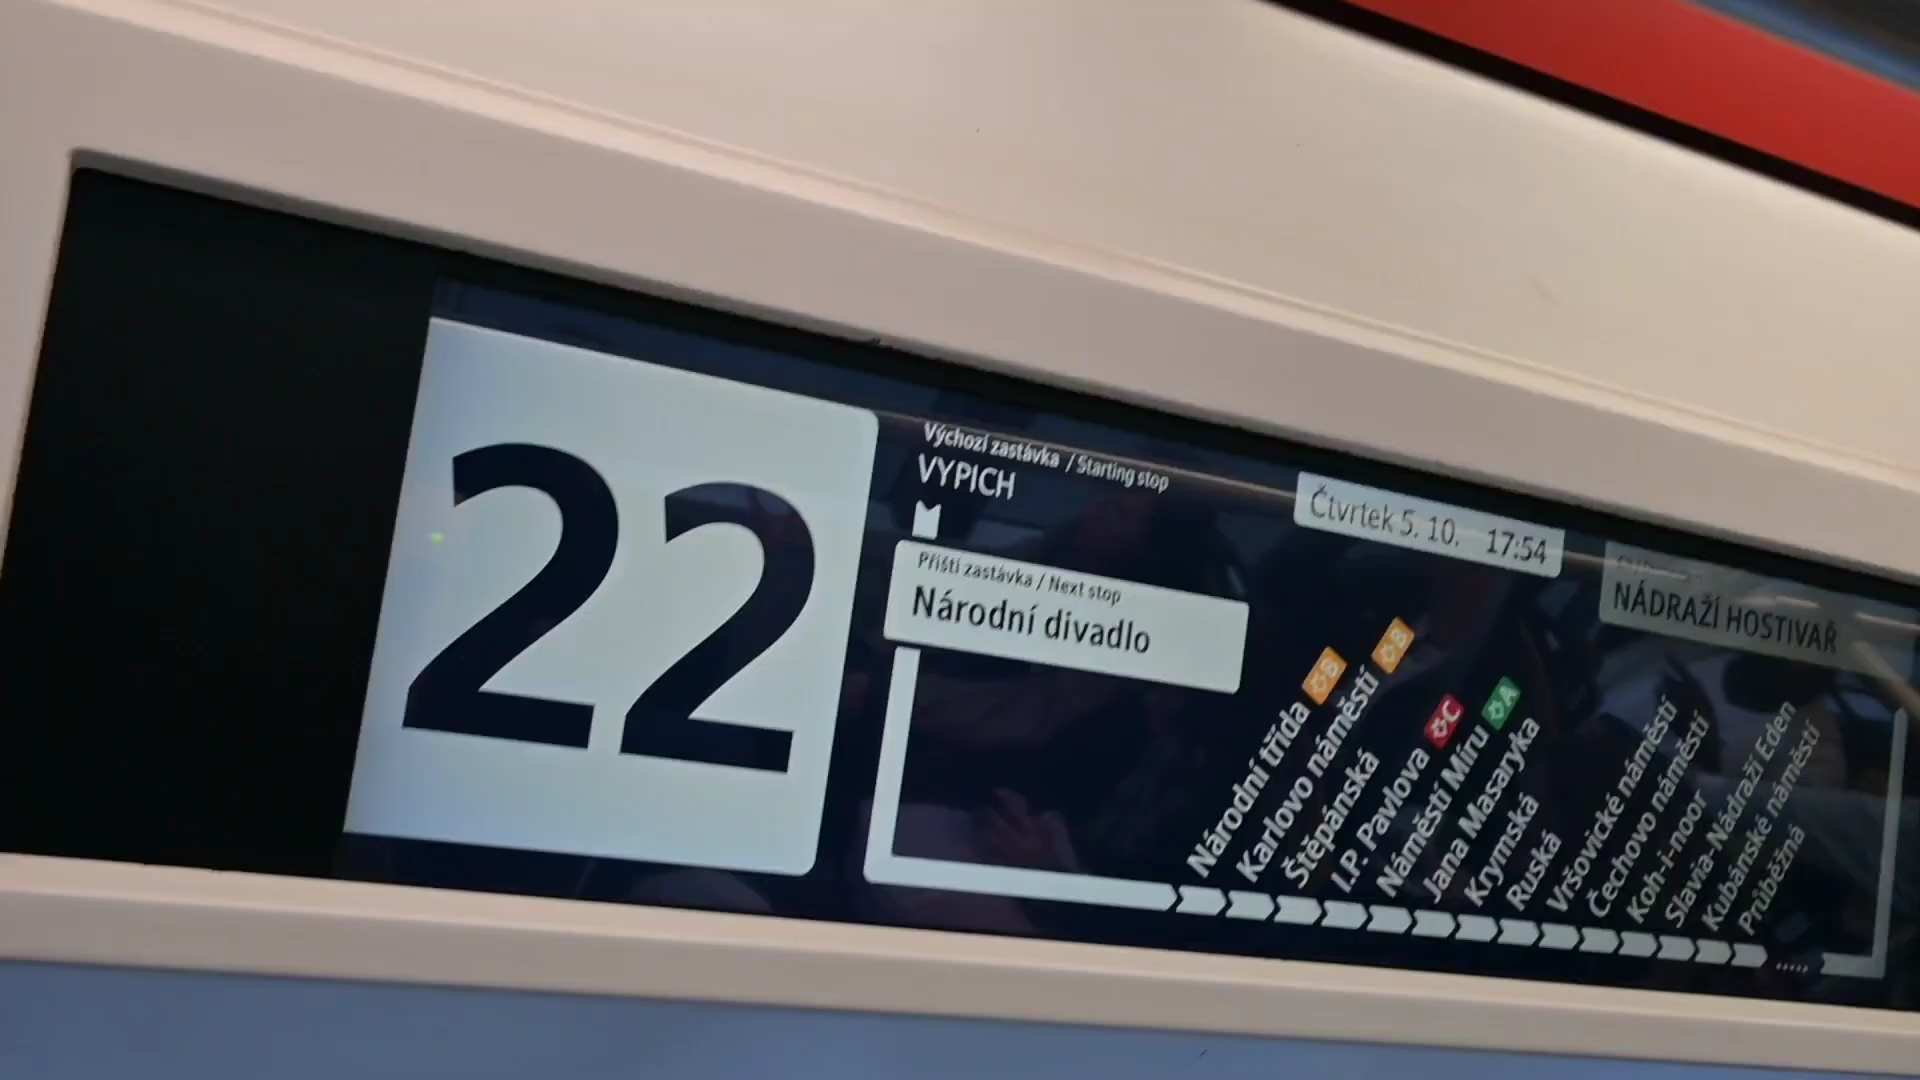 22
Výchozí zastávka / Starting stop
VYPICH
Příští zastávka / Next stop
Národní divadlo
Čtvrtek 5. 10. 17:54
NÁDRAŽÍ HOSTIVAŘ
Národní třída B
Karlovo náměstí B
Štěpánská
I.P. Pavlova C
Náměstí Míru A
Jana Masaryka
Krymská
Ruská
Vršovické náměstí
Čechovo náměstí
Koh-i-noor
Slavia-Nádraží Eden
Kubánské náměstí
Průběžná
.....